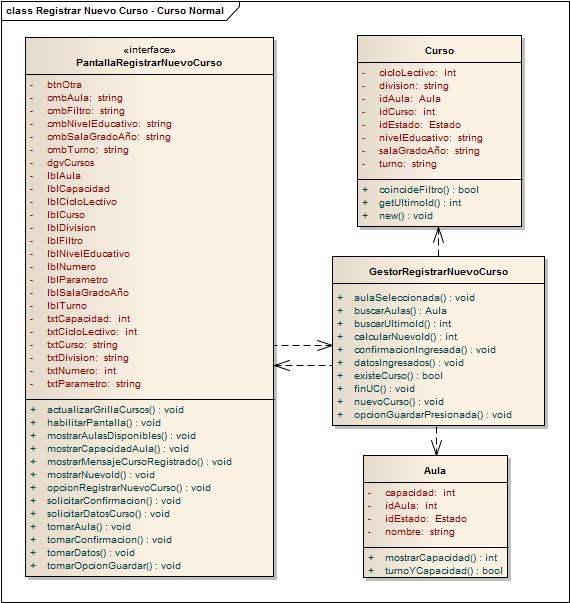 class Registrar Nuevo Curso - Curso Normal
«interface»
PantallaRegistrarNuevoCurso
- btnOtra
- cmbAula: string
- cmbFiltro: string
- cmbNivelEducativo: string
- cmbSalaGradoAño: string
- cmbTurno: string
- dgvCursos
- lblAula
- lblCapacidad
- lblCicloLectivo
- lblCurso
- lblDivision
- lblFiltro
- lblNivelEducativo
- lblNumero
- lblParametro
- lblSalaGradoAño
- lblTurno
- txtCapacidad: int
- txtCicloLectivo: int
- txtCurso: string
- txtDivision: string
- txtNumero: int
- txtParametro: string
+ actualizarGrillaCursos() : void
+ habilitarPantalla() : void
+ mostrarAulasDisponibles() : void
+ mostrarCapacidadAula() : void
+ mostrarMensajeCursoRegistrado() : void
+ mostrarNuevoId() : void
+ opcionRegistrarNuevoCurso() : void
+ solicitarConfirmacion() : void
+ solicitarDatosCurso() : void
+ tomarAula() : void
+ tomarConfirmacion() : void
+ tomarDatos() : void
+ tomarOpcionGuardar() : void
Curso
- cicloLectivo: int
- division: string
- idAula: Aula
- idCurso: int
- idEstado: Estado
- nivelEducativo: string
- salaGradoAño: string
- turno: string
+ coincideFiltro() : bool
+ getUltimoId() : int
+ new() : void
GestorRegistrarNuevoCurso
+ aulaSeleccionada() : void
+ buscarAulas() : Aula
+ buscarUltimoId() : int
+ calcularNuevoId() : int
+ confirmacionIngresada() : void
+ datosIngresados() : void
+ existeCurso() : bool
+ finUC() : void
+ nuevoCurso() : void
+ opcionGuardarPresionada() : void
Aula
- capacidad: int
- idAula: int
- idEstado: Estado
- nombre: string
+ mostrarCapacidad() : int
+ turnoYCapacidad() : bool